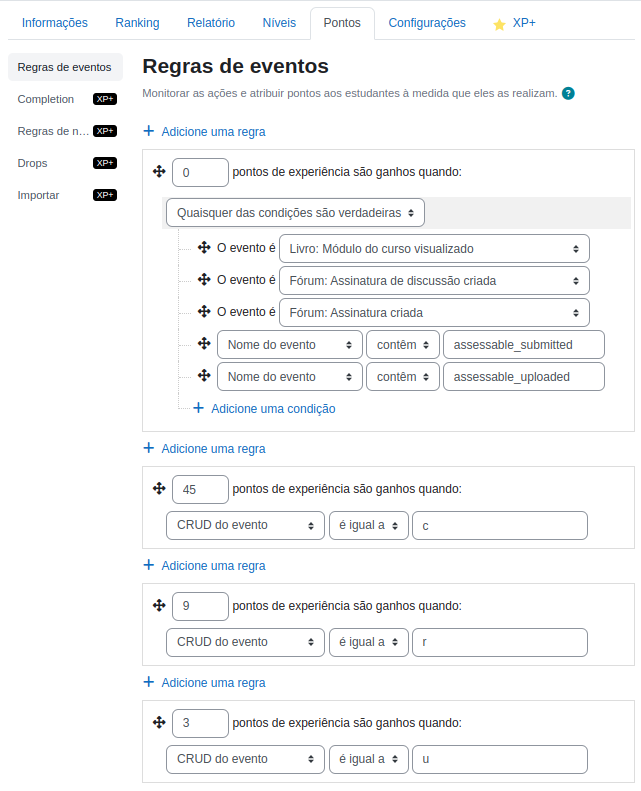 Informações Ranking Relatório Níveis Pontos Configurações XP+
Regras de eventos
Completion XP+
Regras de n... XP+
Drops XP+
Importar XP+
Regras de eventos
Monitorar as ações e atribuir pontos aos estudantes à medida que eles as realizam. ?
+ Adicione uma regra
0 pontos de experiência são ganhos quando:
Quaisquer das condições são verdadeiras
O evento é Livro: Módulo do curso visualizado
O evento é Fórum: Assinatura de discussão criada
O evento é Fórum: Assinatura criada
Nome do evento contêm assessable_submitted
Nome do evento contêm assessable_uploaded
+ Adicione uma condição
+ Adicione uma regra
45 pontos de experiência são ganhos quando:
CRUD do evento é igual a c
+ Adicione uma regra
9 pontos de experiência são ganhos quando:
CRUD do evento é igual a r
+ Adicione uma regra
3 pontos de experiência são ganhos quando:
CRUD do evento é igual a u